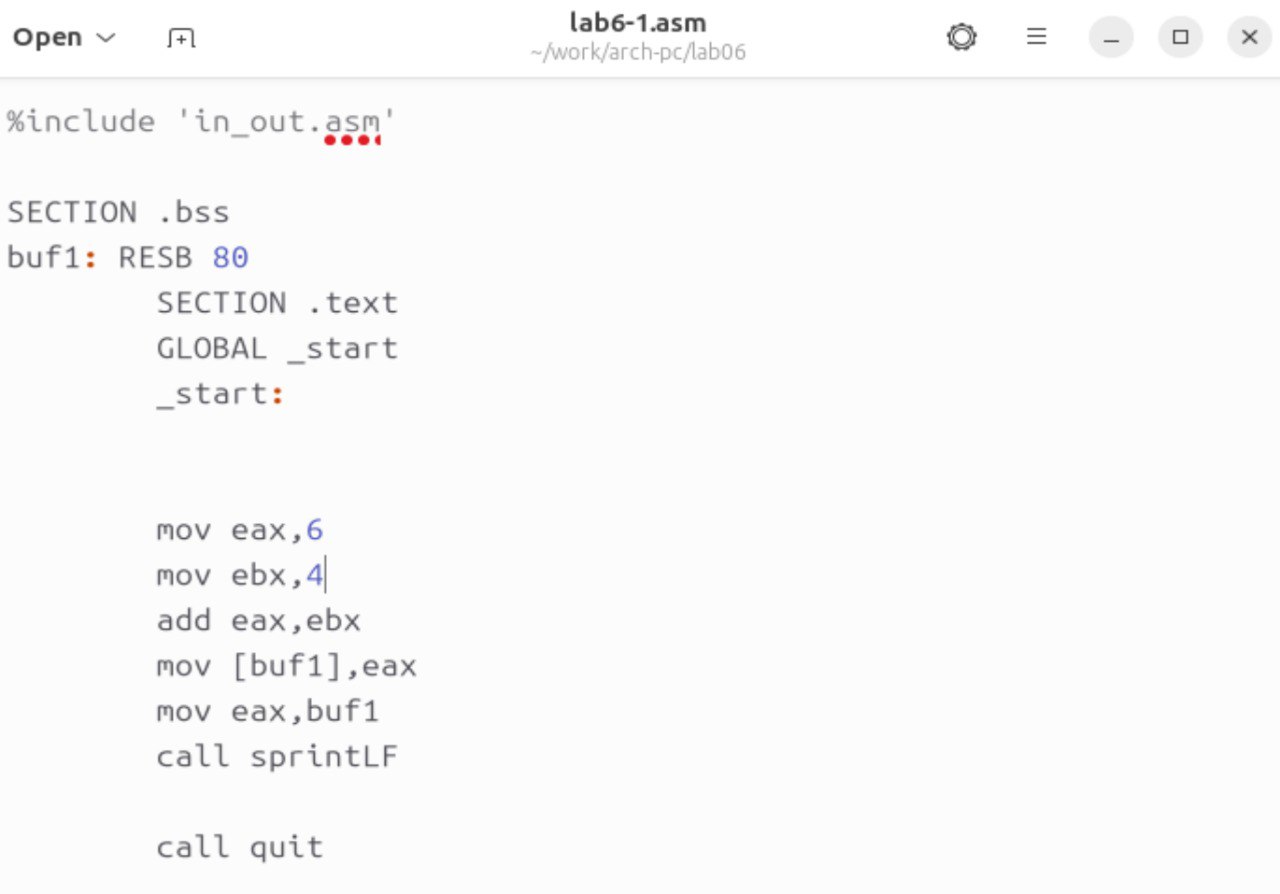 Open
lab6-1.asm
~/work/arch-pc/lab06
%include 'in_out.asm'
SECTION .bss
buf1: RESB 80
SECTION .text
GLOBAL _start
_start:
mov eax,6
mov ebx,4
add eax,ebx
mov [buf1],eax
mov eax,buf1
call sprintLF
call quit